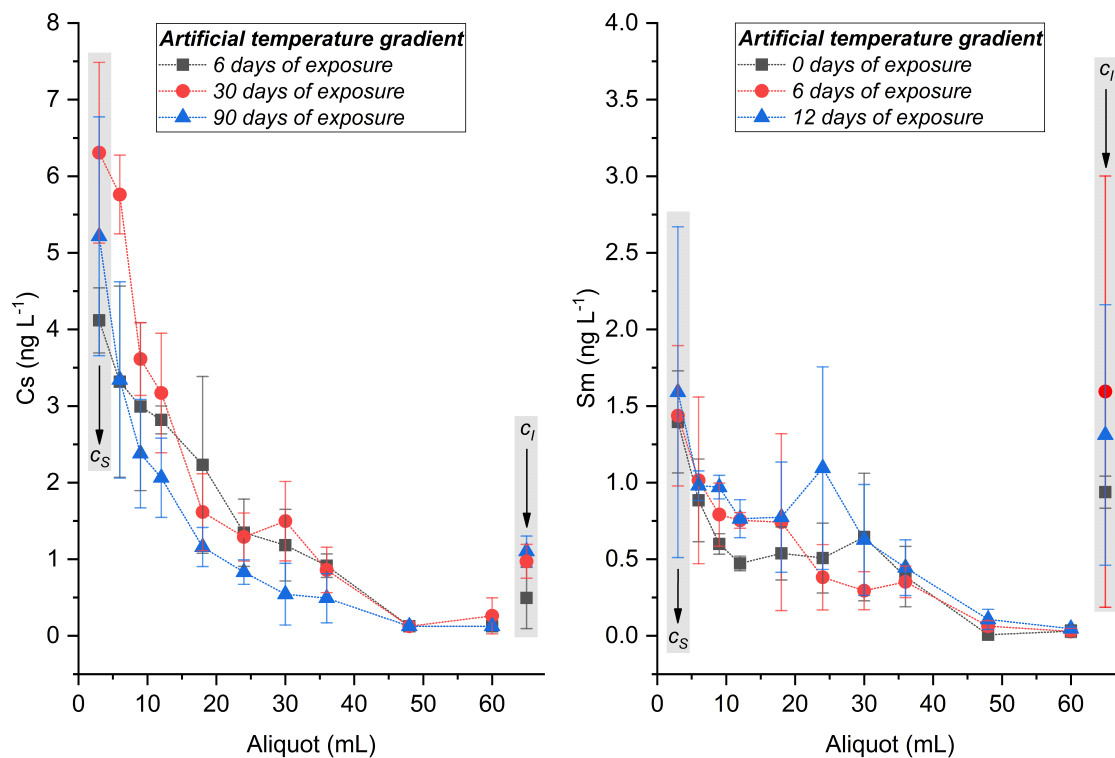 Artificial temperature gradient
6 days of exposure
30 days of exposure
90 days of exposure
8
7
6
5
4
3
2
1
0
Cs (ng L⁻¹)
c_S
c_I
0
10
20
30
40
50
60
Aliquot (mL)
Artificial temperature gradient
0 days of exposure
6 days of exposure
12 days of exposure
4.0
3.5
3.0
2.5
2.0
1.5
1.0
0.5
0.0
Sm (ng L⁻¹)
c_S
c_I
0
10
20
30
40
50
60
Aliquot (mL)